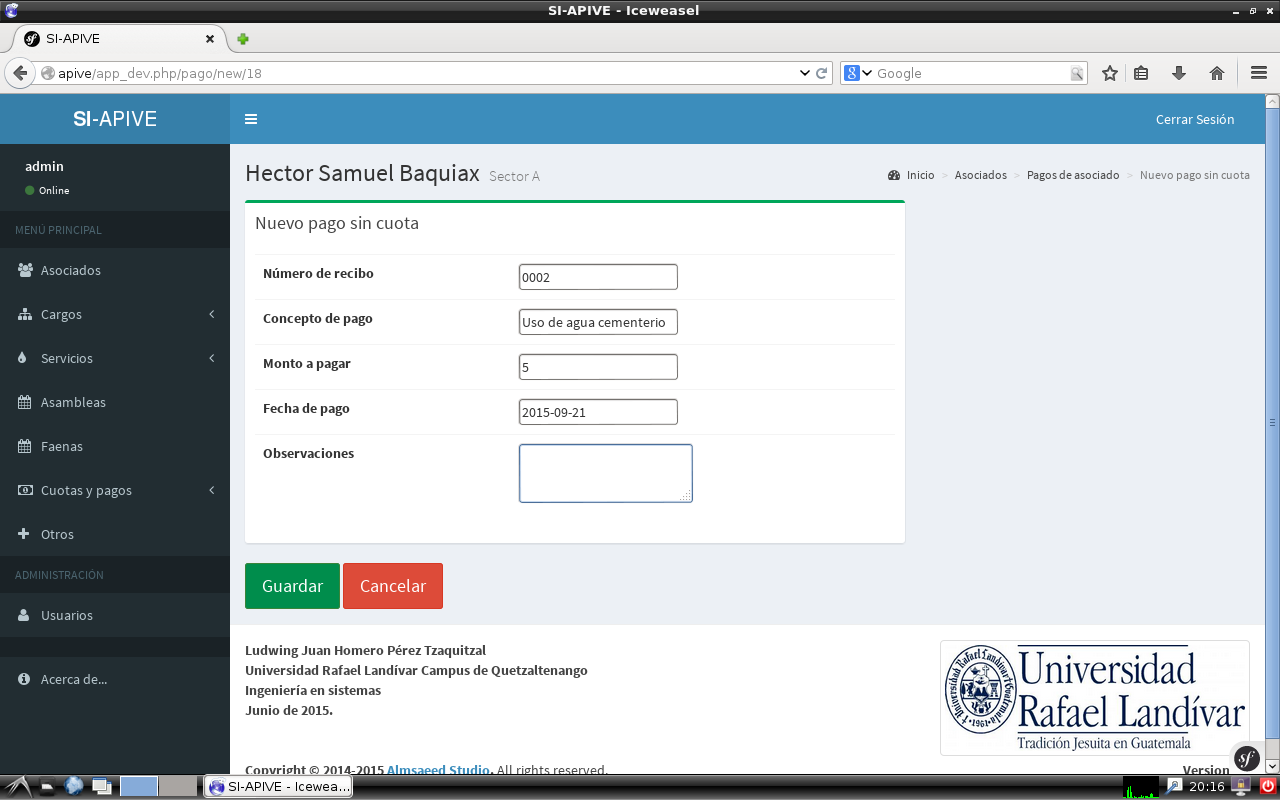 SI-APIVE - Iceweasel
SI-APIVE
apive/app_dev.php/pago/new/18
Google
SI-APIVE
Cerrar Sesión
admin
Online
MENÚ PRINCIPAL
Asociados
Cargos
Servicios
Asambleas
Faenas
Cuotas y pagos
Otros
ADMINISTRACIÓN
Usuarios
Acerca de...
Hector Samuel Baquiax Sector A
Inicio > Asociados > Pagos de asociado > Nuevo pago sin cuota
Nuevo pago sin cuota
Número de recibo 0002
Concepto de pago Uso de agua cementerio
Monto a pagar 5
Fecha de pago 2015-09-21
Observaciones
Guardar Cancelar
Ludwing Juan Homero Pérez Tzaquitzal
Universidad Rafael Landívar Campus de Quetzaltenango
Ingeniería en sistemas
Junio de 2015.
Universidad
Rafael Landívar
Tradición Jesuita en Guatemala
Copyright © 2014-2015 Almsaeed Studio. All rights reserved.
Version
SI-APIVE - Icewea...
20:16